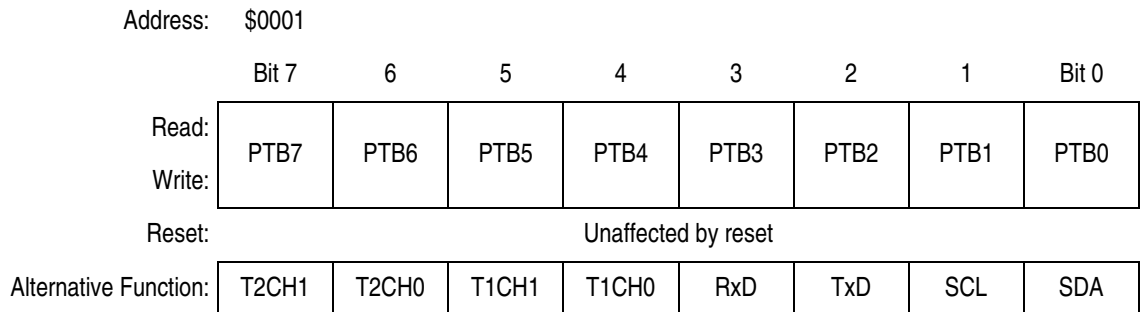 Address: $0001
Bit 7 6 5 4 3 2 1 Bit 0
Read:
PTB7 PTB6 PTB5 PTB4 PTB3 PTB2 PTB1 PTB0
Write:
Reset: Unaffected by reset
Alternative Function: T2CH1 T2CH0 T1CH1 T1CH0 RxD TxD SCL SDA